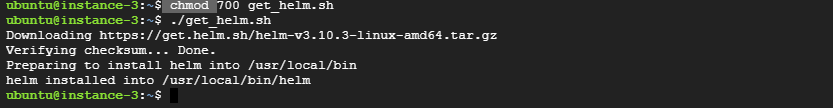 ubuntu@instance-3:~$ chmod 700 get_helm.sh
ubuntu@instance-3:~$ ./get_helm.sh
Downloading https://get.helm.sh/helm-v3.10.3-linux-amd64.tar.gz
Verifying checksum... Done.
Preparing to install helm into /usr/local/bin
helm installed into /usr/local/bin/helm
ubuntu@instance-3:~$